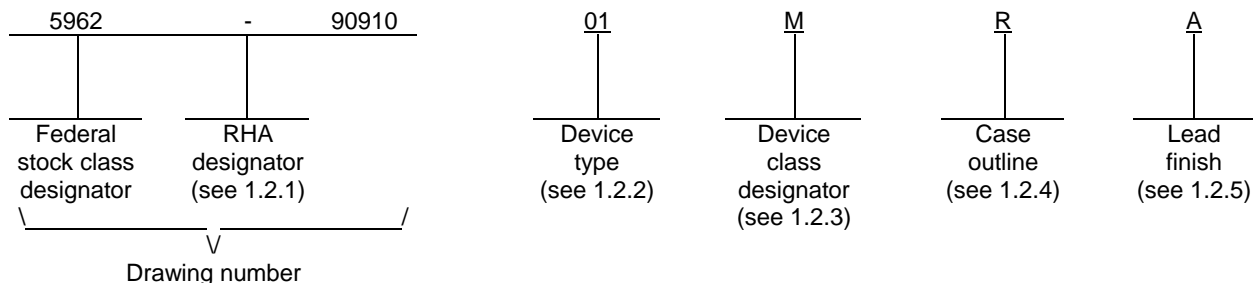 5962 - 90910 01 M R A
Federal RHA Device Device Case Lead
stock class designator type class outline finish
designator (see 1.2.1) (see 1.2.2) designator (see 1.2.4) (see 1.2.5)
(see 1.2.3)
Drawing number